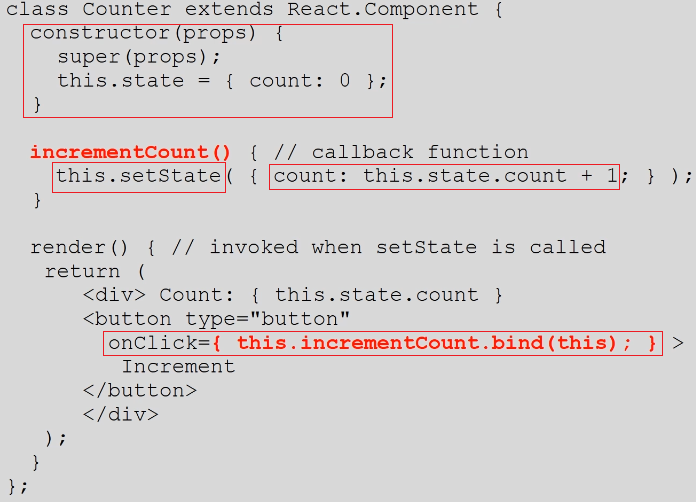 class Counter extends React.Component {
  constructor(props) {
    super(props);
    this.state = { count: 0 };
  }

  incrementCount() { // callback function
    this.setState( { count: this.state.count + 1; } );
  }

  render() { // invoked when setState is called
   return (
      <div> Count: { this.state.count }
      <button type="button"
        onClick={ this.incrementCount.bind(this); } >
         Increment
      </button>
      </div>
   );
  }
};